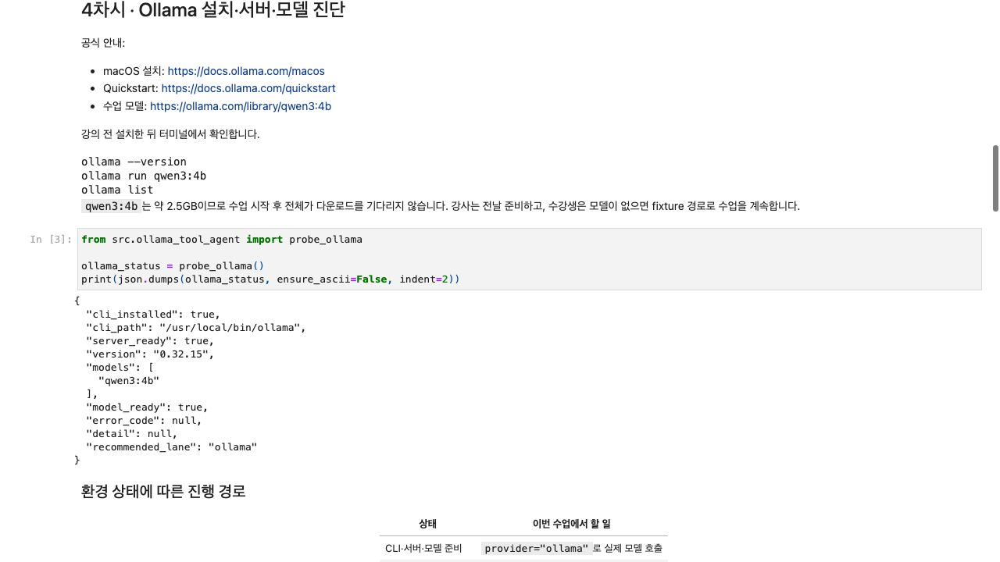 4차시 · Ollama 설치·서버·모델 진단
공식 안내:
macOS 설치: https://docs.ollama.com/macos
Quickstart: https://docs.ollama.com/quickstart
수업 모델: https://ollama.com/library/qwen3:4b
강의 전 설치한 뒤 터미널에서 확인합니다.
ollama --version
ollama run qwen3:4b
ollama list
qwen3:4b 는 약 2.5GB이므로 수업 시작 후 전체가 다운로드를 기다리지 않습니다. 강사는 전날 준비하고, 수강생은 모델이 없으면 fixture 경로로 수업을 계속합니다.
In [3]: from src.ollama_tool_agent import probe_ollama
ollama_status = probe_ollama()
print(json.dumps(ollama_status, ensure_ascii=False, indent=2))
{
  "cli_installed": true,
  "cli_path": "/usr/local/bin/ollama",
  "server_ready": true,
  "version": "0.32.15",
  "models": [
    "qwen3:4b"
  ],
  "model_ready": true,
  "error_code": null,
  "detail": null,
  "recommended_lane": "ollama"
}
환경 상태에 따른 진행 경로
상태 이번 수업에서 할 일
CLI·서버·모델 준비 provider="ollama" 로 실제 모델 호출